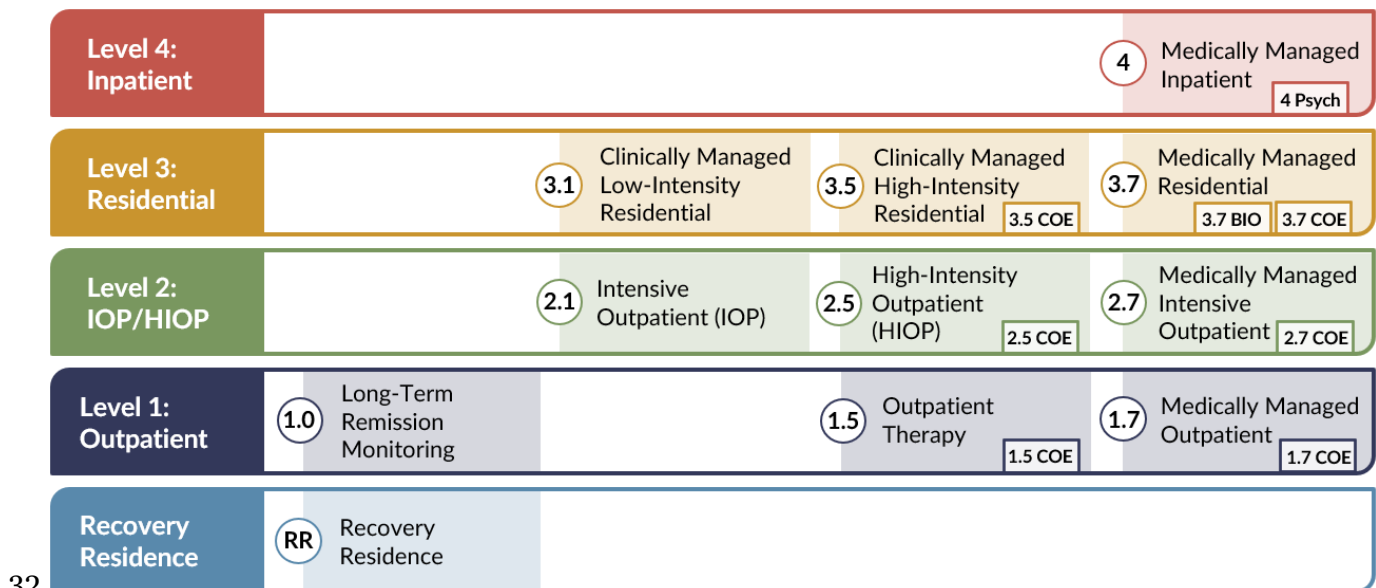 Level 4:
Inpatient
4
Medically Managed
Inpatient
4 Psych
Level 3:
Residential
3.1
Clinically Managed
Low-Intensity
Residential
3.5
Clinically Managed
High-Intensity
Residential
3.5 COE
3.7
Medically Managed
Residential
3.7 BIO
3.7 COE
Level 2:
IOP/HIOP
2.1
Intensive
Outpatient (IOP)
2.5
High-Intensity
Outpatient
(HIOP)
2.5 COE
2.7
Medically Managed
Intensive
Outpatient
2.7 COE
Level 1:
Outpatient
1.0
Long-Term
Remission
Monitoring
1.5
Outpatient
Therapy
1.5 COE
1.7
Medically Managed
Outpatient
1.7 COE
Recovery
Residence
RR
Recovery
Residence
32